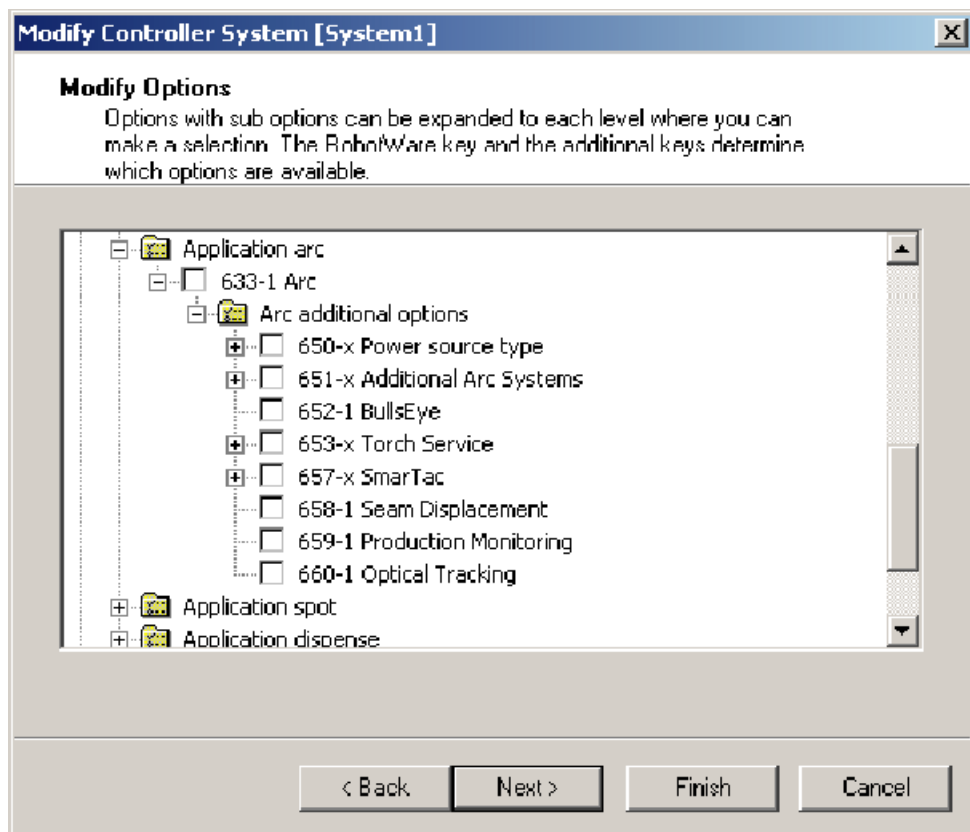 Modify Controller System [System1]
Modify Options
Options with sub options can be expanded to each level where you can
make a selection. The RobotWare key and the additional keys determine
which options are available.
Application arc
633-1 Arc
Arc additional options
650-x Power source type
651-x Additional Arc Systems
652-1 BullsEye
653-x Torch Service
657-x SmarTac
658-1 Seam Displacement
659-1 Production Monitoring
660-1 Optical Tracking
Application spot
Application dispense
< Back
Next >
Finish
Cancel